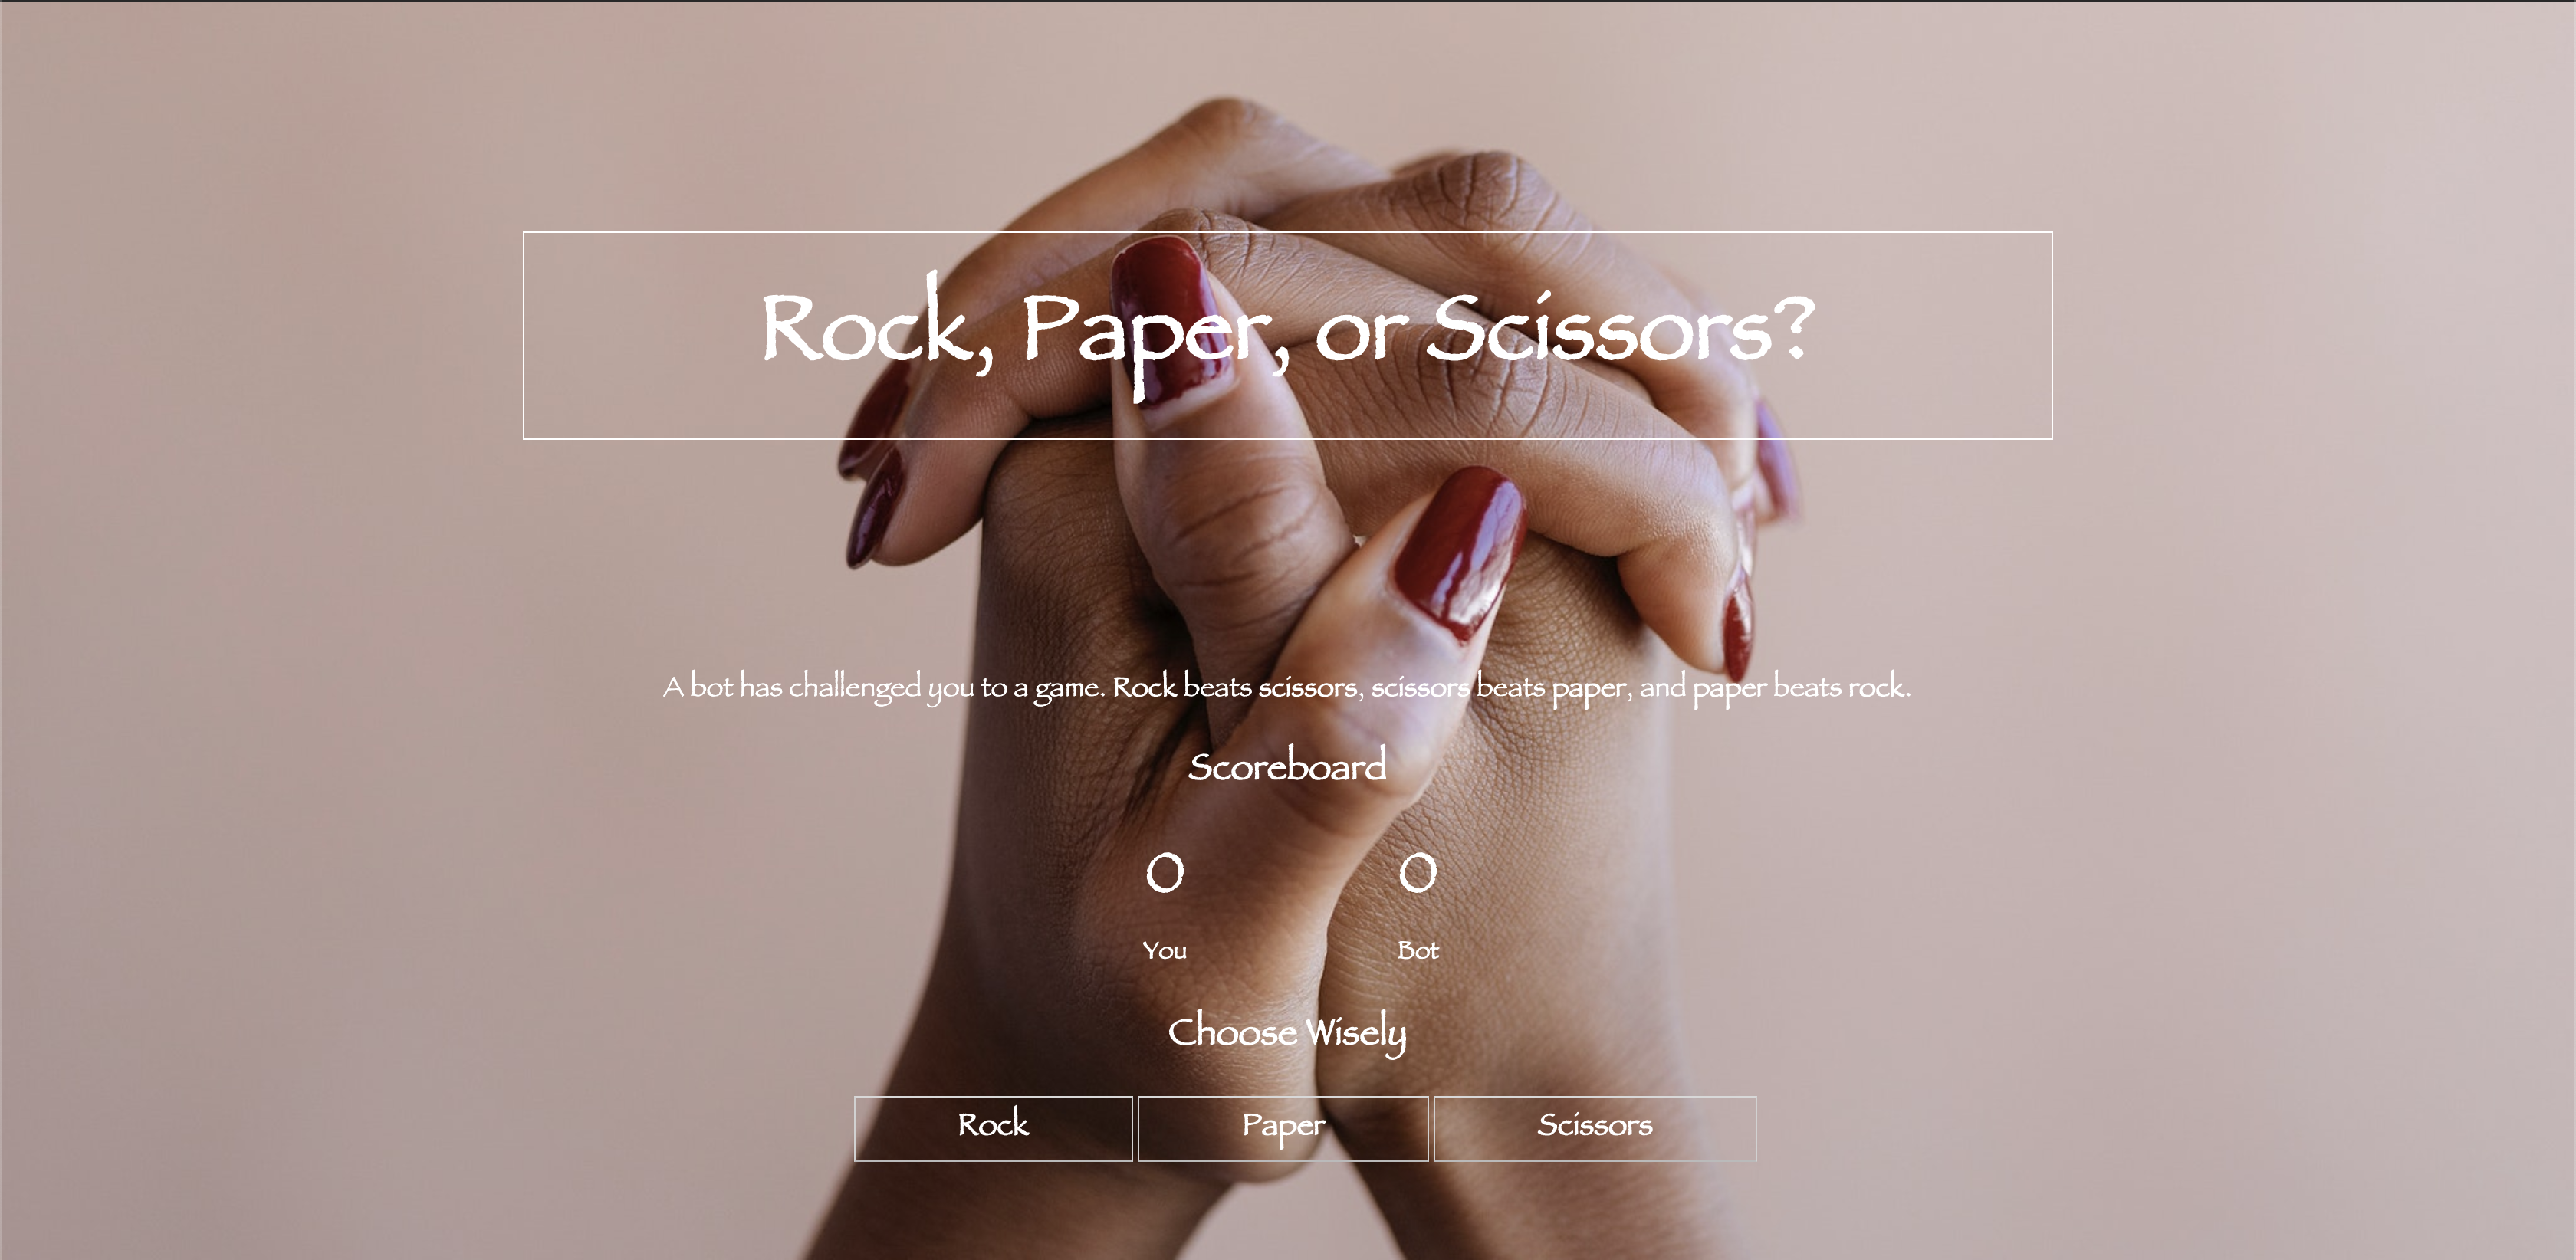 Rock, Paper, or Scissors?
A bot has challenged you to a game. Rock beats scissors, scissors beats paper, and paper beats rock.
Scoreboard
0 0
You Bot
Choose Wisely
Rock Paper Scissors